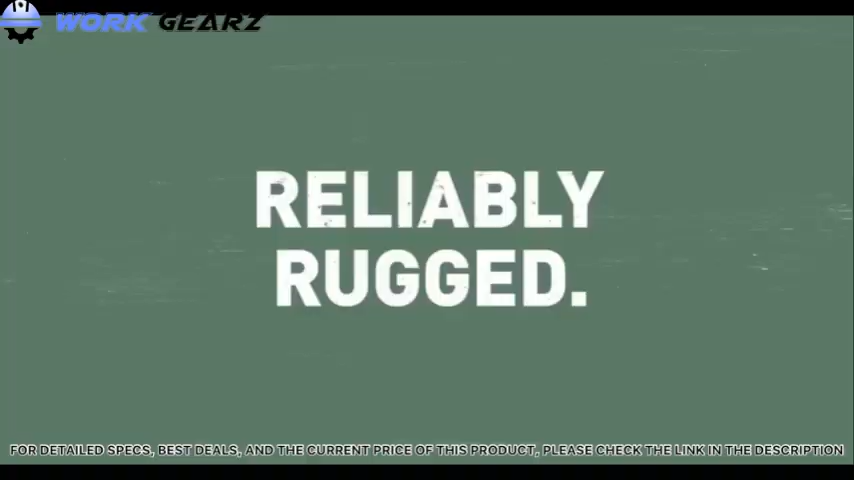 WORK GEARZ
RELIABLY
RUGGED.
FOR DETAILED SPECS, BEST DEALS, AND THE CURRENT PRICE OF THIS PRODUCT, PLEASE CHECK THE LINK IN THE DESCRIPTION